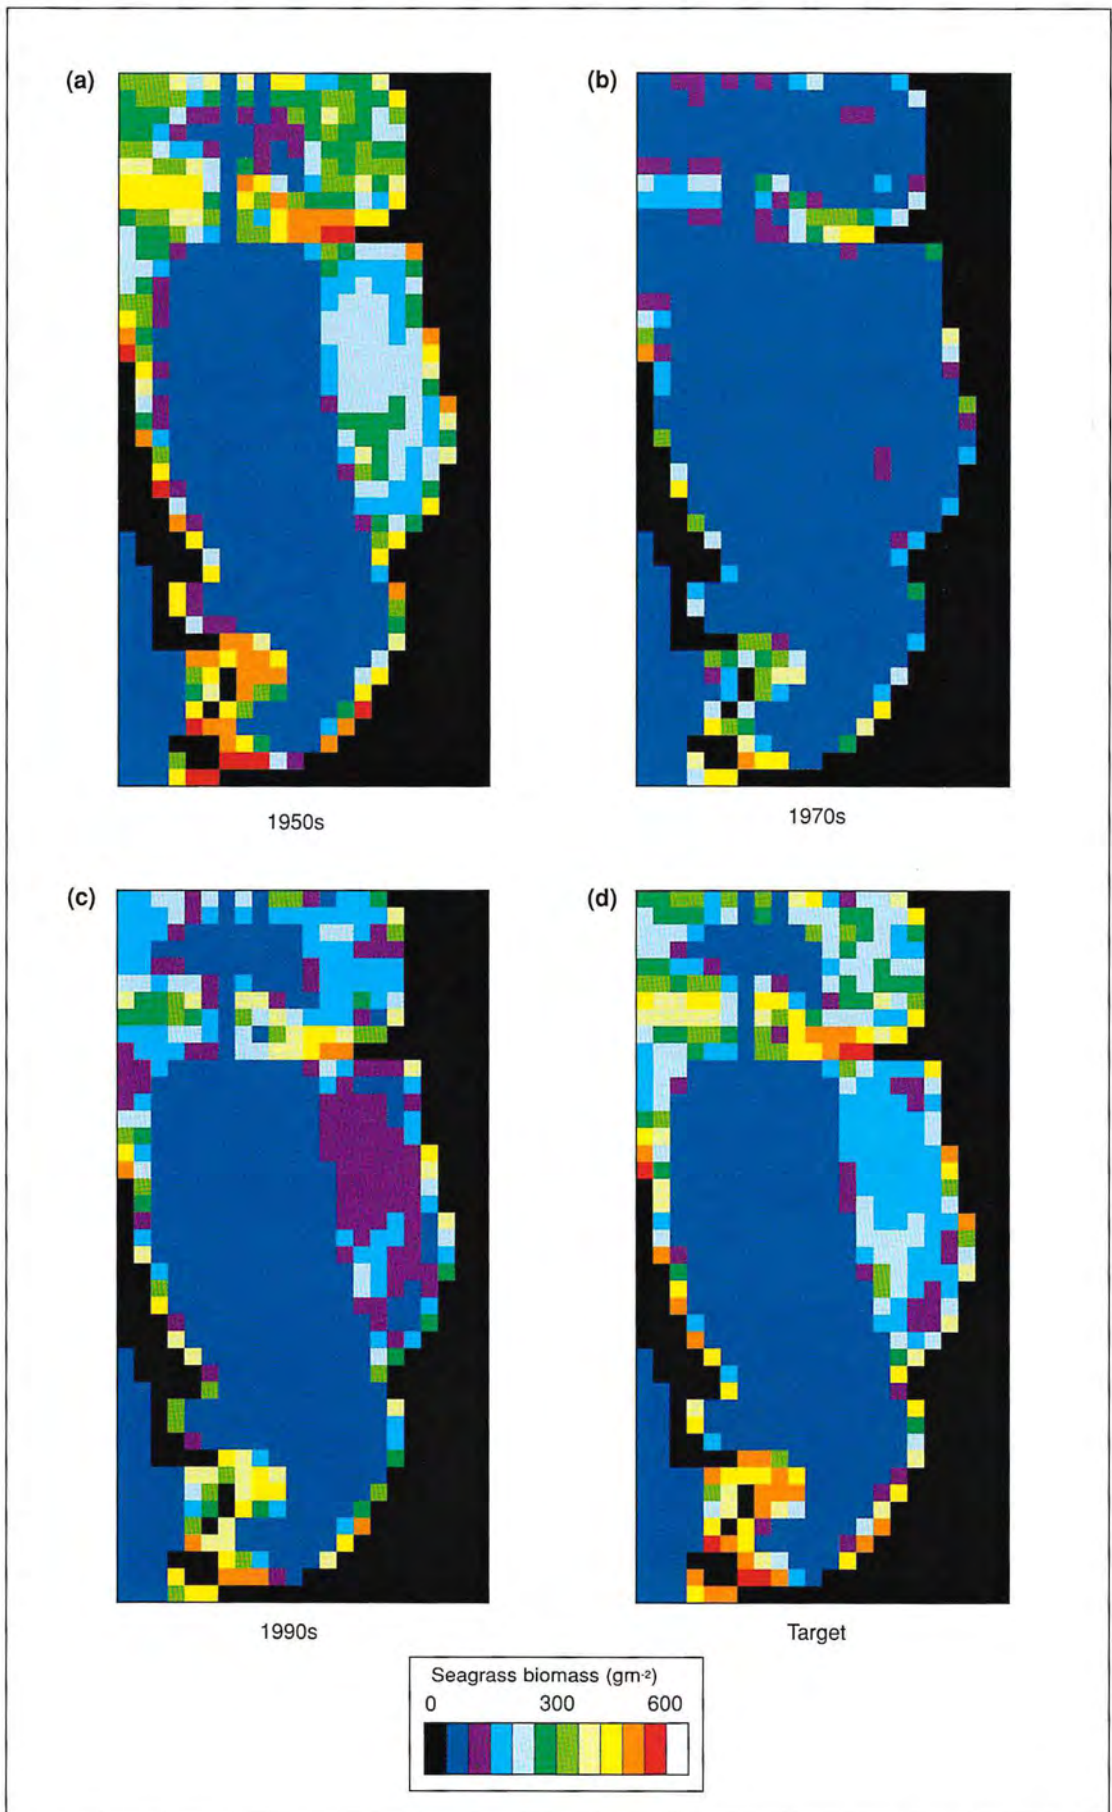 (a)
(b)
1950s
1970s
(c)
(d)
1990s
Target
Seagrass biomass (gm-2)
0 300 600